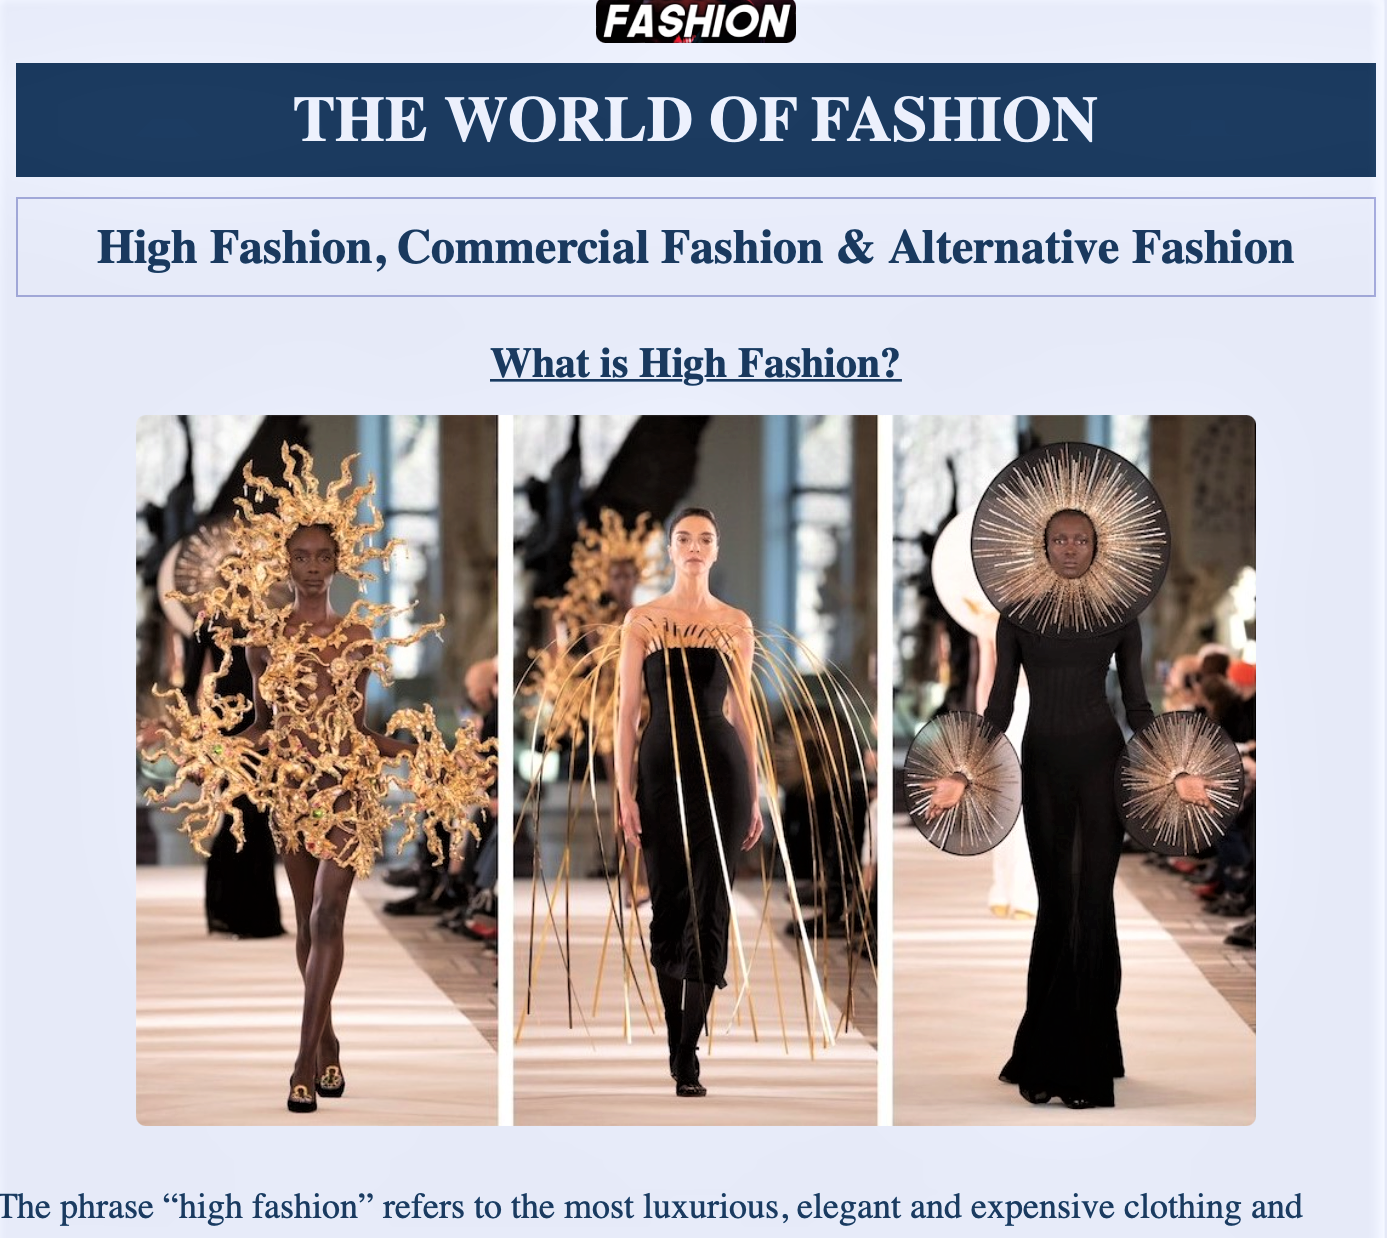 FASHION
THE WORLD OF FASHION
High Fashion, Commercial Fashion & Alternative Fashion
What is High Fashion?
The phrase “high fashion” refers to the most luxurious, elegant and expensive clothing and